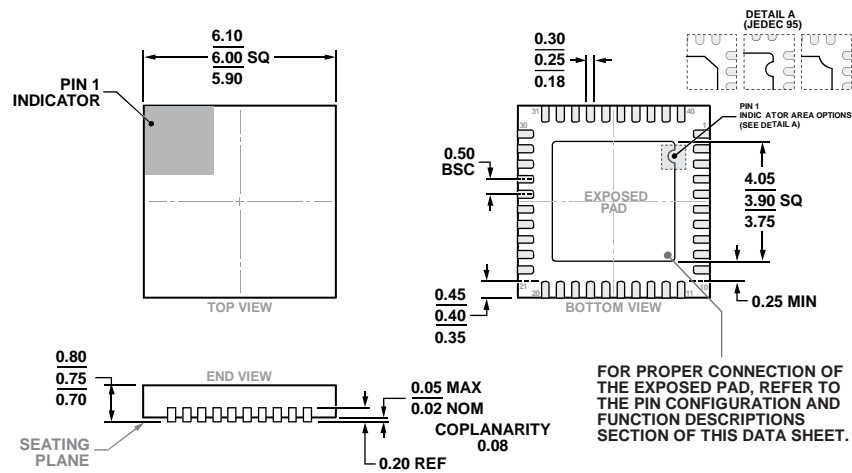 DETAIL A
(JEDEC 95)
6.10
6.00 SQ
5.90
0.30
0.25
0.18
PIN 1
INDICATOR
31
40
30
1
PIN 1
INDIC ATOR AREA OPTIONS
(SEE DETAIL A)
0.50
BSC
EXPOSED
PAD
4.05
3.90 SQ
3.75
21
20
11
10
0.45
0.40
0.35
0.25 MIN
TOP VIEW
BOTTOM VIEW
0.80
0.75
0.70
END VIEW
0.05 MAX
0.02 NOM
COPLANARITY
0.08
SEATING
PLANE
0.20 REF
FOR PROPER CONNECTION OF
THE EXPOSED PAD, REFER TO
THE PIN CONFIGURATION AND
FUNCTION DESCRIPTIONS
SECTION OF THIS DATA SHEET.